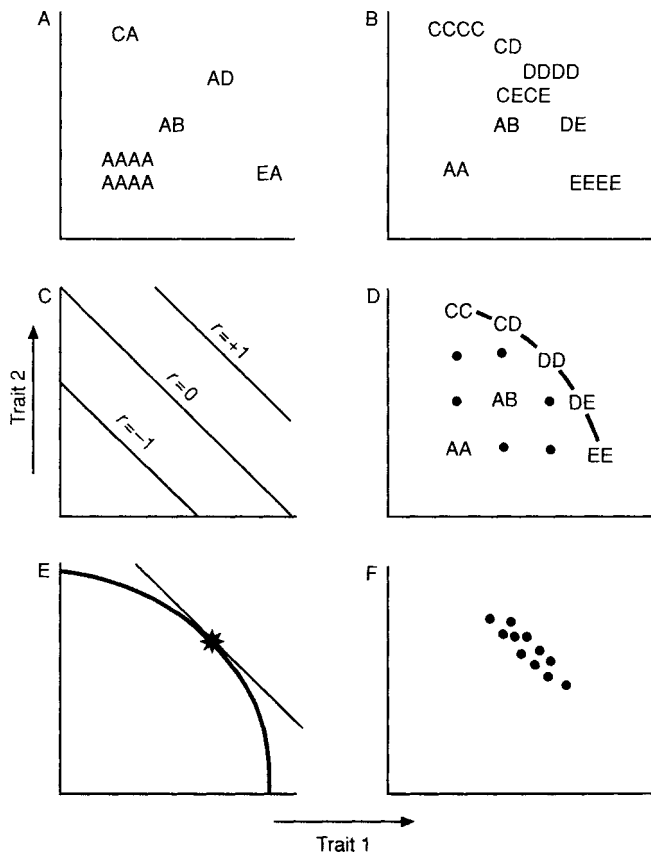 A
CA
AD
AB
AAAA
AAAA
EA
B
CCCC
CD
DDDD
CECE
AB
DE
AA
EEEE
C
r=+1
r=0
r=–1
Trait 2
D
CC
CD
DD
AB
DE
AA
EE
E
F
Trait 1